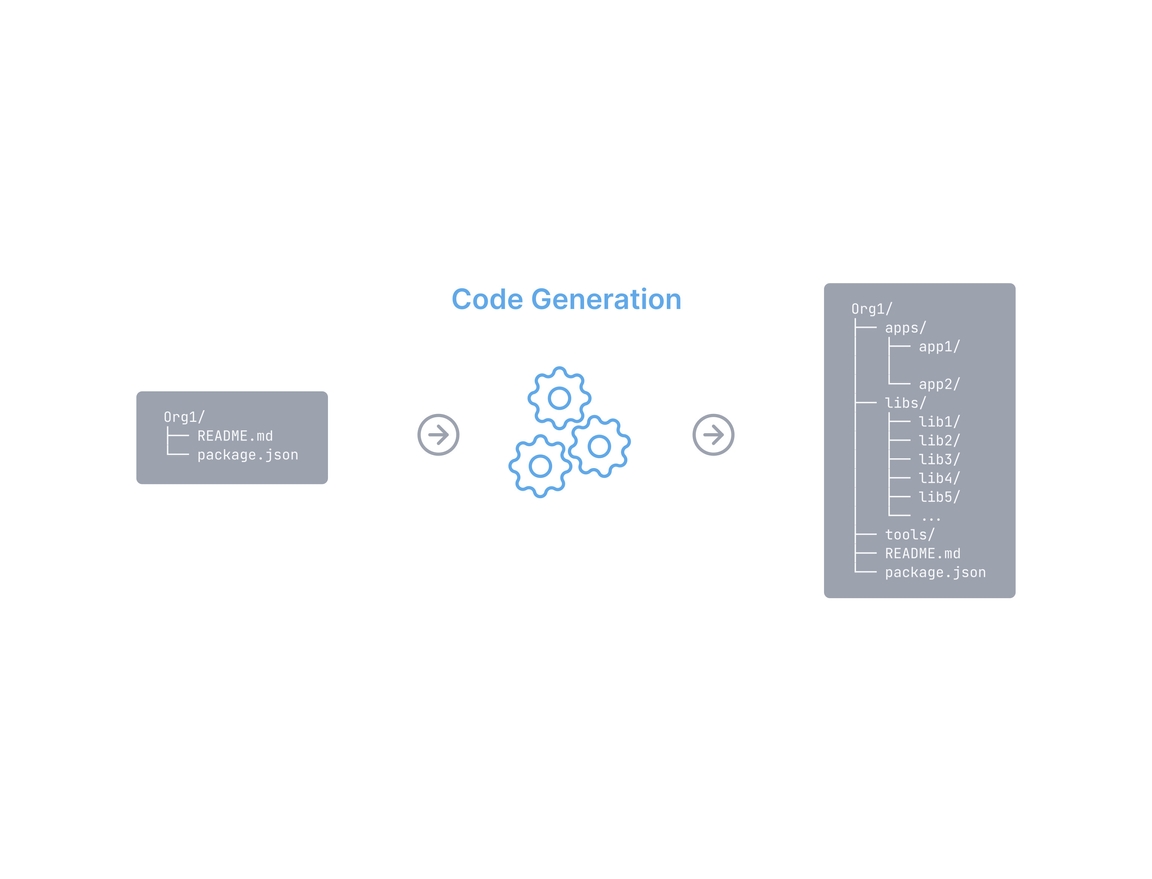 Code Generation
Org1/
README.md
package.json
Org1/
apps/
app1/
app2/
libs/
lib1/
lib2/
lib3/
lib4/
lib5/
...
tools/
README.md
package.json